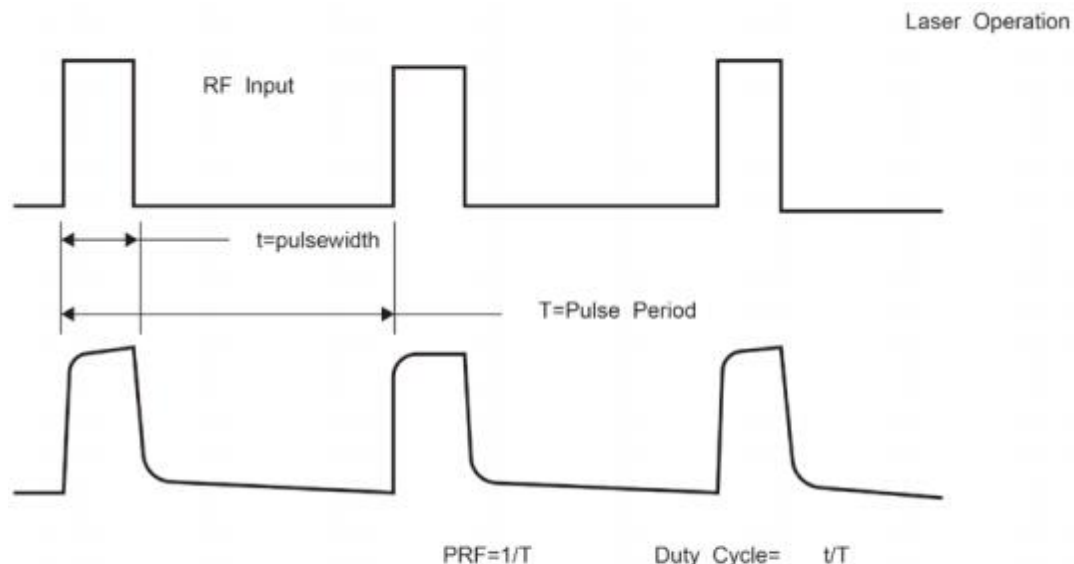 Laser Operation
RF Input
t=pulsewidth
T=Pulse Period
PRF=1/T Duty Cycle= t/T